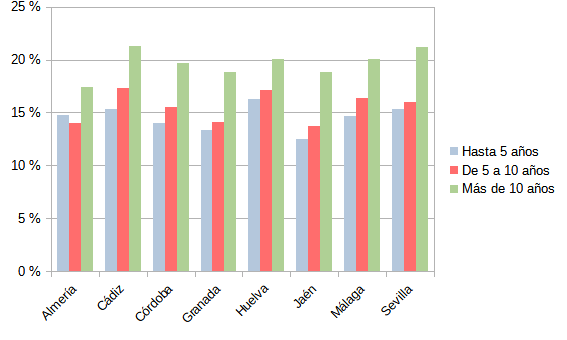 25 %
20 %
15 %
10 %
5 %
0 %
Almería
Cádiz
Córdoba
Granada
Huelva
Jaén
Málaga
Sevilla
Hasta 5 años
De 5 a 10 años
Más de 10 años